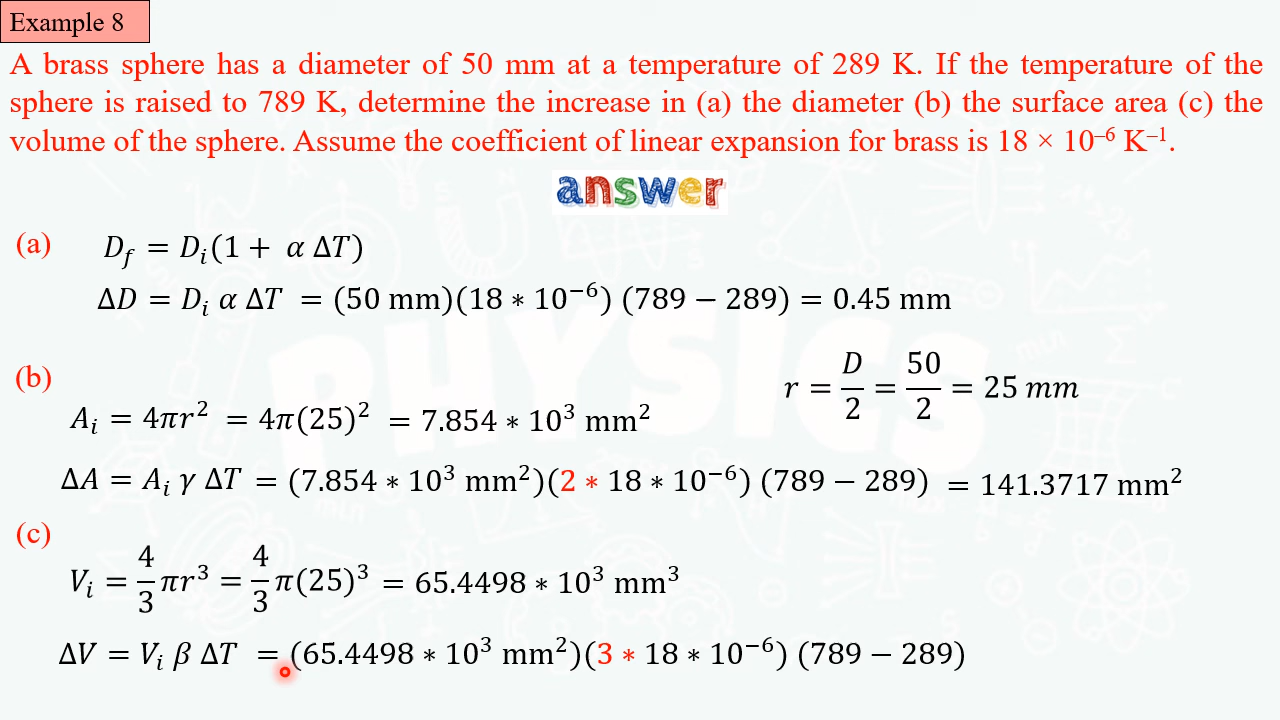 Example 8
A brass sphere has a diameter of 50 mm at a temperature of 289 K. If the temperature of the
sphere is raised to 789 K, determine the increase in (a) the diameter (b) the surface area (c) the
volume of the sphere. Assume the coefficient of linear expansion for brass is 18 × 10⁻⁶ K⁻¹.
answer
(a) D_f = D_i(1 + α ΔT)
ΔD = D_i α ΔT = (50 mm)(18 * 10⁻⁶) (789 − 289) = 0.45 mm
PHYSICS
r = D/2 = 50/2 = 25 mm
(b)
A_i = 4πr² = 4π(25)² = 7.854 * 10³ mm²
ΔA = A_i γ ΔT = (7.854 * 10³ mm²)(2 * 18 * 10⁻⁶) (789 − 289) = 141.3717 mm²
(c)
V_i = 4/3 πr³ = 4/3 π(25)³ = 65.4498 * 10³ mm³
ΔV = V_i β ΔT = (65.4498 * 10³ mm²)(3 * 18 * 10⁻⁶) (789 − 289)